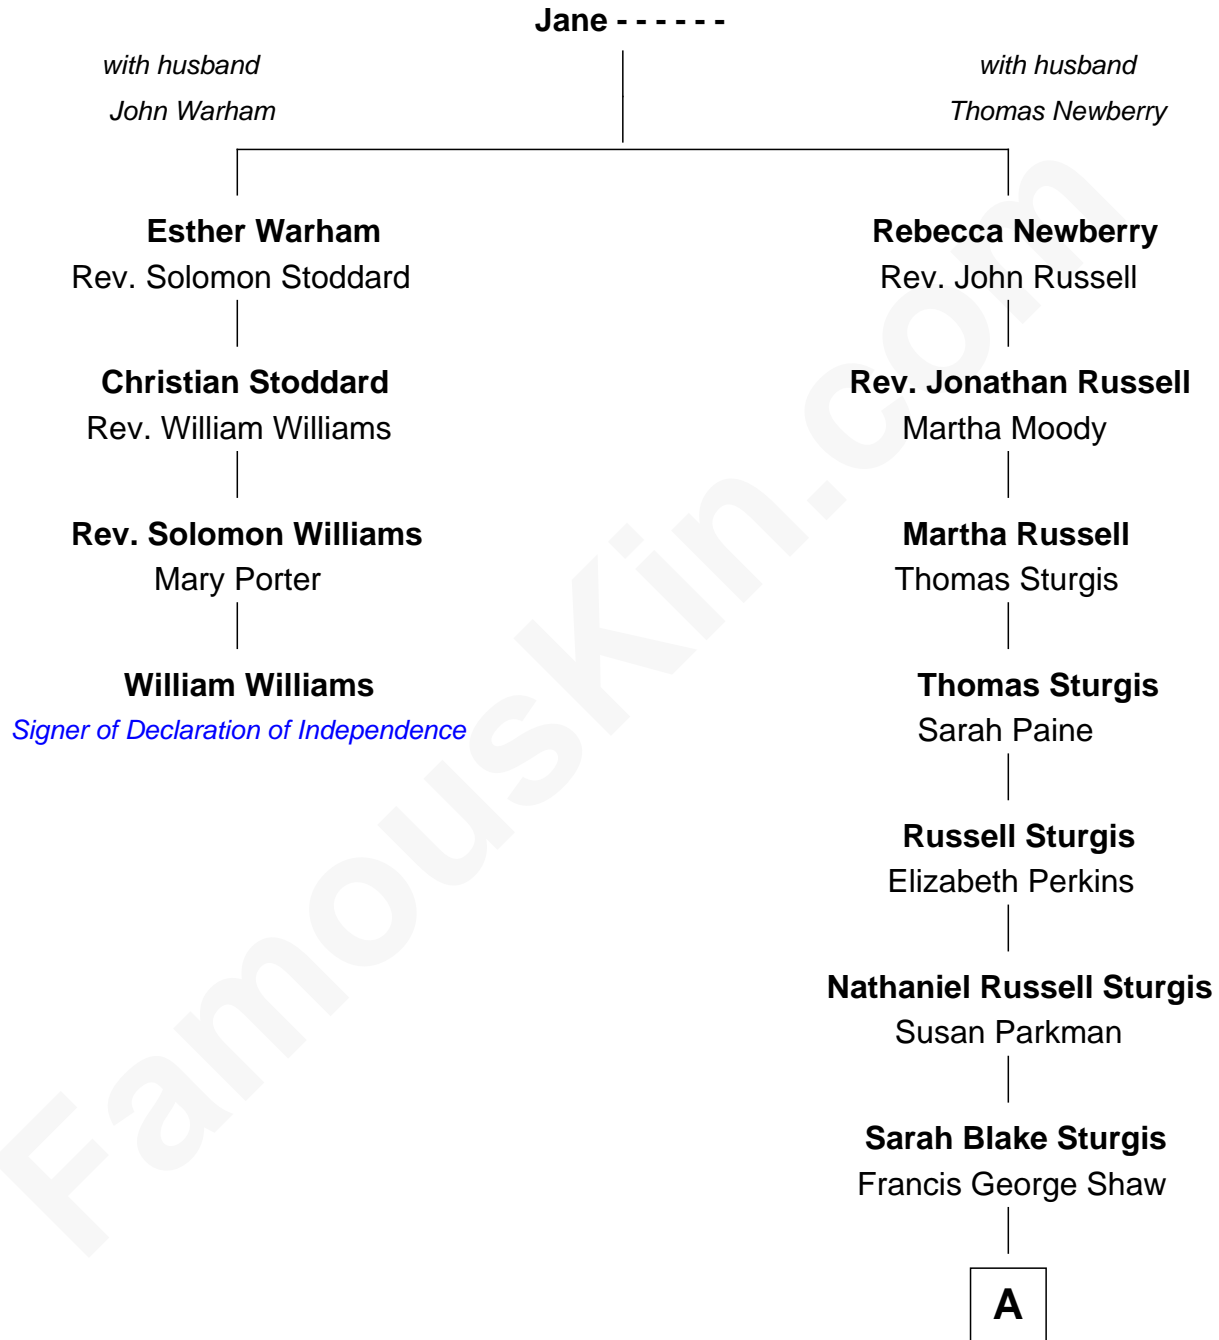 Jane - - - - - -
with husband
John Warham
with husband
Thomas Newberry
Esther Warham
Rev. Solomon Stoddard
Christian Stoddard
Rev. William Williams
Rev. Solomon Williams
Mary Porter
William Williams
Signer of Declaration of Independence
Rebecca Newberry
Rev. John Russell
Rev. Jonathan Russell
Martha Moody
Martha Russell
Thomas Sturgis
Thomas Sturgis
Sarah Paine
Russell Sturgis
Elizabeth Perkins
Nathaniel Russell Sturgis
Susan Parkman
Sarah Blake Sturgis
Francis George Shaw
A
FamousKin.com